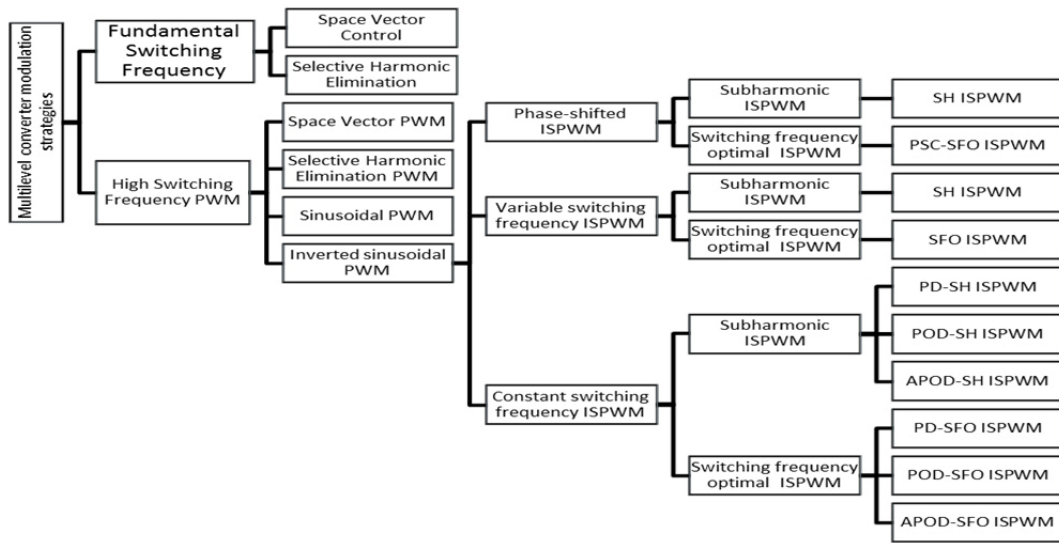 Multilevel converter modulation
strategies
Fundamental
Switching
Frequency
Space Vector
Control
Selective Harmonic
Elimination
High Switching
Frequency PWM
Space Vector PWM
Selective Harmonic
Elimination PWM
Sinusoidal PWM
Inverted sinusoidal
PWM
Phase-shifted
ISPWM
Subharmonic
ISPWM
SH ISPWM
Switching frequency
optimal ISPWM
PSC-SFO ISPWM
Variable switching
frequency ISPWM
Subharmonic
ISPWM
SH ISPWM
Switching frequency
optimal ISPWM
SFO ISPWM
Constant switching
frequency ISPWM
Subharmonic
ISPWM
PD-SH ISPWM
POD-SH ISPWM
APOD-SH ISPWM
Switching frequency
optimal ISPWM
PD-SFO ISPWM
POD-SFO ISPWM
APOD-SFO ISPWM